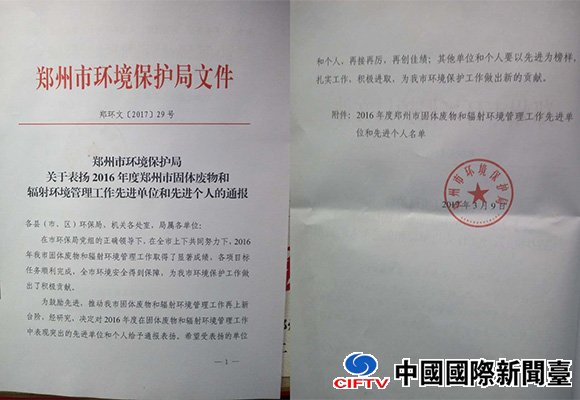 郑州市环境保护局文件
郑环文〔2017〕29号
郑州市环境保护局
关于表扬2016年度郑州市固体废物和
辐射环境管理工作先进单位和先进个人的通报
各县（市、区）环保局、机关各处室，局属各单位：
在市环保局党组的正确领导下，在全市上下共同努力下，2016
年我市固体废物和辐射环境管理工作取得了显著成绩，各项目标
任务顺利完成，全市环境安全得到保障，为我市环境保护工作做
出了积极贡献。
为鼓励先进，推动我市固体废物和辐射环境管理工作再上新
台阶，经研究，决定对2016年度在固体废物和辐射环境管理工作
中表现突出的先进单位和个人给予通报表扬。希望受表扬的单位
- 1 -
和个人，再接再厉，再创佳绩；其他单位和个人要以先进为榜样，
扎实工作，积极进取，为我市环境保护工作做出新的贡献。
附件：2016年度郑州市固体废物和辐射环境管理工作先进单
位和先进个人名单
郑州市环境保护局
2017年3月9日
CIFTV
中國國際新聞臺